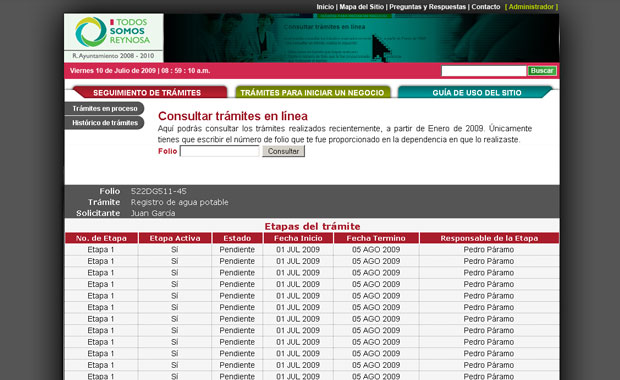 Inicio | Mapa del Sitio | Preguntas y Respuestas | Contacto [ Administrador ]
TODOS
SOMOS
REYNOSA
R. Ayuntamiento 2008 - 2010
Consultar trámites en línea
Viernes 10 de Julio de 2009 | 08 : 59 : 10 a.m.
Buscar
SEGUIMIENTO DE TRÁMITES
TRÁMITES PARA INICIAR UN NEGOCIO
GUÍA DE USO DEL SITIO
Trámites en proceso
Histórico de trámites
Consultar trámites en línea
Aquí podrás consultar los trámites realizados recientemente, a partir de Enero de 2009. Únicamente
tienes que escribir el número de folio que te fue proporcionado en la dependencia en que lo realizaste.
Folio Consultar
Folio 522DG511-45
Trámite Registro de agua potable
Solicitante Juan García
Etapas del trámite
No. de Etapa Etapa Activa Estado Fecha Inicio Fecha Termino Responsable de la Etapa
Etapa 1 Sí Pendiente 01 JUL 2009 05 AGO 2009 Pedro Páramo
Etapa 1 Sí Pendiente 01 JUL 2009 05 AGO 2009 Pedro Páramo
Etapa 1 Sí Pendiente 01 JUL 2009 05 AGO 2009 Pedro Páramo
Etapa 1 Sí Pendiente 01 JUL 2009 05 AGO 2009 Pedro Páramo
Etapa 1 Sí Pendiente 01 JUL 2009 05 AGO 2009 Pedro Páramo
Etapa 1 Sí Pendiente 01 JUL 2009 05 AGO 2009 Pedro Páramo
Etapa 1 Sí Pendiente 01 JUL 2009 05 AGO 2009 Pedro Páramo
Etapa 1 Sí Pendiente 01 JUL 2009 05 AGO 2009 Pedro Páramo
Etapa 1 Sí Pendiente 01 JUL 2009 05 AGO 2009 Pedro Páramo
Etapa 1 Sí Pendiente 01 JUL 2009 05 AGO 2009 Pedro Páramo
Etapa 1 Sí Pendiente 01 JUL 2009 05 AGO 2009 Pedro Páramo
Etapa 1 Sí Pendiente 01 JUL 2009 05 AGO 2009 Pedro Páramo